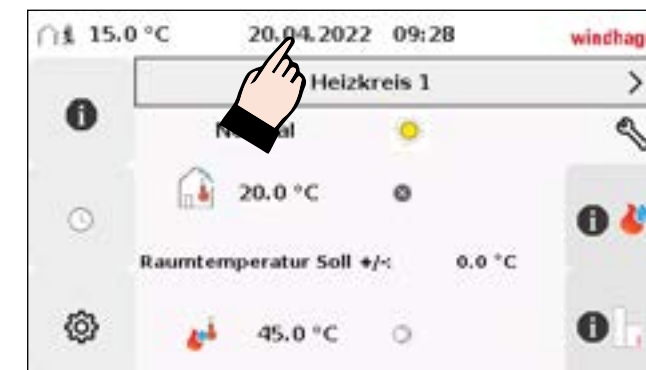 15.0 °C 20.04.2022 09:28 windhag
Heizkreis 1
20.0 °C
Raumtemperatur Soll +/-: 0.0 °C
45.0 °C